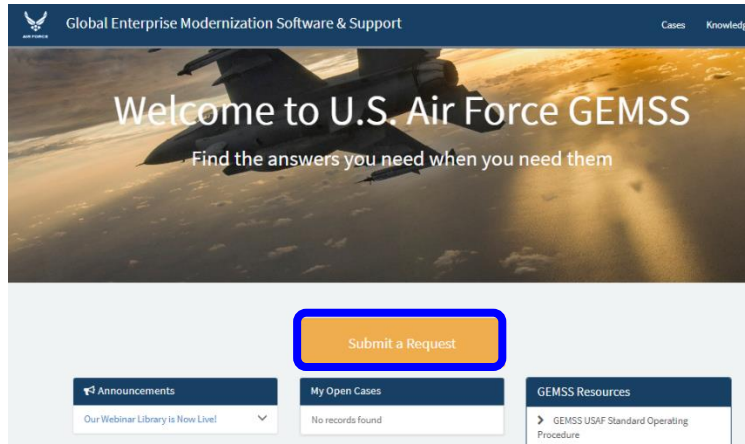 Global Enterprise Modernization Software & Support
Cases
Knowledg
AIR FORCE
Welcome to U.S. Air Force GEMSS
Find the answers you need when you need them
Submit a Request
Announcements
My Open Cases
GEMSS Resources
Our Webinar Library is Now Live!
No records found
GEMSS USAF Standard Operating
Procedure